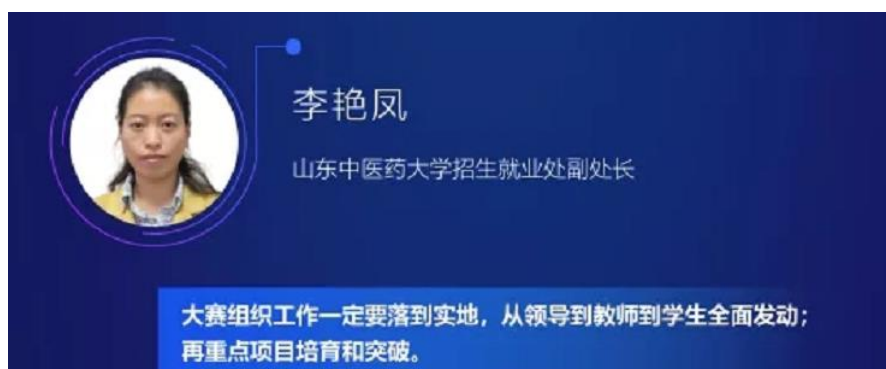 李艳凤
山东中医药大学招生就业处副处长
大赛组织工作一定要落到实地，从领导到教师到学生全面发动；
再重点项目培育和突破。